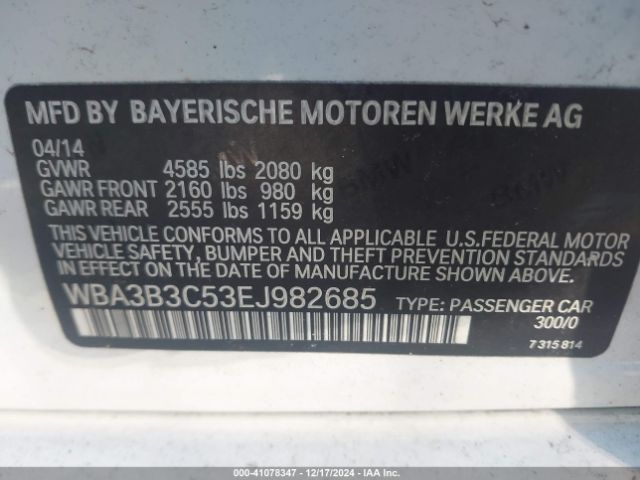 MFD BY BAYERISCHE MOTOREN WERKE AG
04/14
GVWR 4585 lbs 2080 kg
GAWR FRONT 2160 lbs 980 kg
GAWR REAR 2555 lbs 1159 kg
THIS VEHICLE CONFORMS TO ALL APPLICABLE U.S.FEDERAL MOTOR
VEHICLE SAFETY, BUMPER AND THEFT PREVENTION STANDARDS
IN EFFECT ON THE DATE OF MANUFACTURE SHOWN ABOVE.
WBA3B3C53EJ982685 TYPE: PASSENGER CAR
300/0
7 315 814
000-41078347 - 12/17/2024 - IAA Inc.